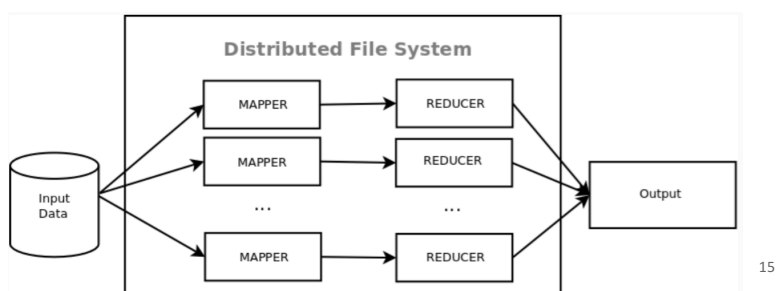 Distributed File System
MAPPER
REDUCER
MAPPER
REDUCER
Input
Data
Output
...
...
MAPPER
REDUCER
15